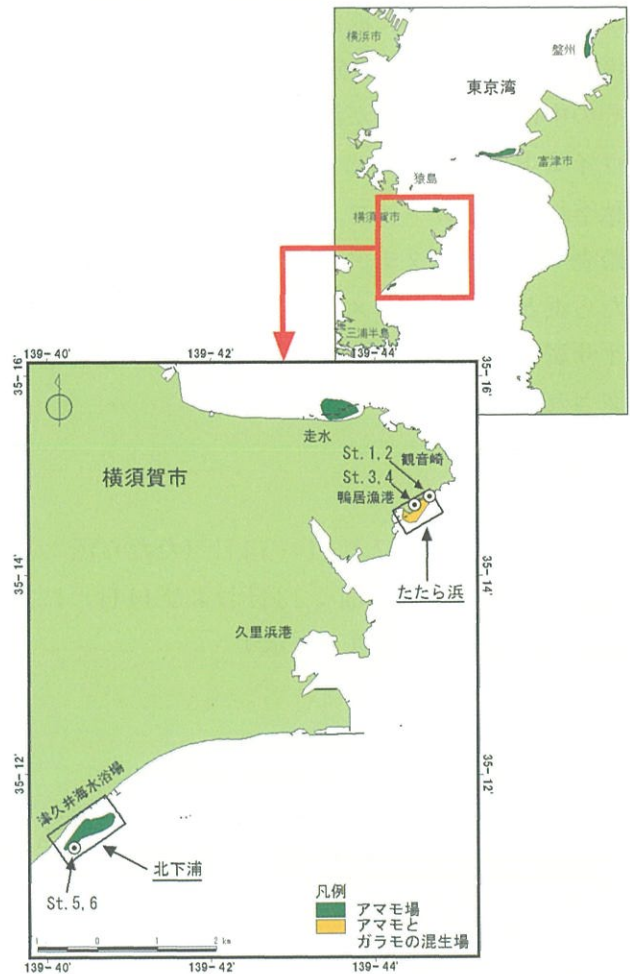 横浜市
盤州
東京湾
富津市
猿島
横須賀市
三浦半島
139-40'
139-42'
139-44'
35-16'
35-16'
走水
St.1,2
観音崎
St.3,4
鴨居漁港
横須賀市
たたら浜
35-14'
35-14'
久里浜港
35-12'
35-12'
津久井海水浴場
北下浦
St.5,6
凡例
アマモ場
アマモと
ガラモの混生場
1 0 1 2 km
139-40'
139-42'
139-44'